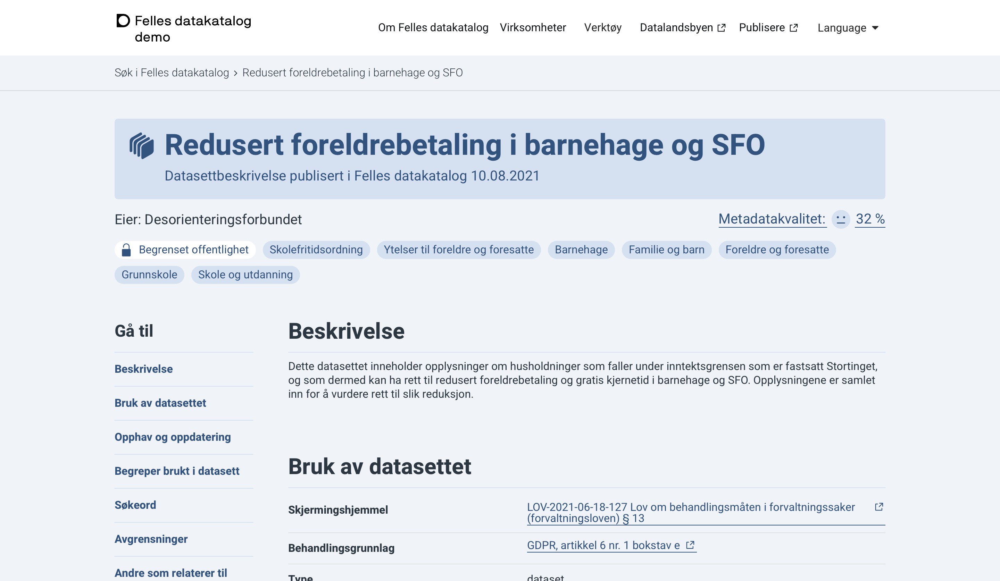 Felles datakatalog
demo
Om Felles datakatalog Virksomheter Verktøy Datalandsbyen Publisere Language
Søk i Felles datakatalog > Redusert foreldrebetaling i barnehage og SFO
Redusert foreldrebetaling i barnehage og SFO
Datasettbeskrivelse publisert i Felles datakatalog 10.08.2021
Eier: Desorienteringsforbundet
Metadatakvalitet: 32 %
Begrenset offentlighet Skolefritidsordning Ytelser til foreldre og foresatte Barnehage Familie og barn Foreldre og foresatte
Grunnskole Skole og utdanning
Gå til
Beskrivelse
Bruk av datasettet
Opphav og oppdatering
Begreper brukt i datasett
Søkeord
Avgrensninger
Andre som relaterer til
Beskrivelse
Dette datasettet inneholder opplysninger om husholdninger som faller under inntektsgrensen som er fastsatt Stortinget,
og som dermed kan ha rett til redusert foreldrebetaling og gratis kjernetid i barnehage og SFO. Opplysningene er samlet
inn for å vurdere rett til slik reduksjon.
Bruk av datasettet
Skjermingshjemmel
LOV-2021-06-18-127 Lov om behandlingsmåten i forvaltningssaker
(forvaltningsloven) § 13
Behandlingsgrunnlag
GDPR, artikkel 6 nr. 1 bokstav e
Type
dataset